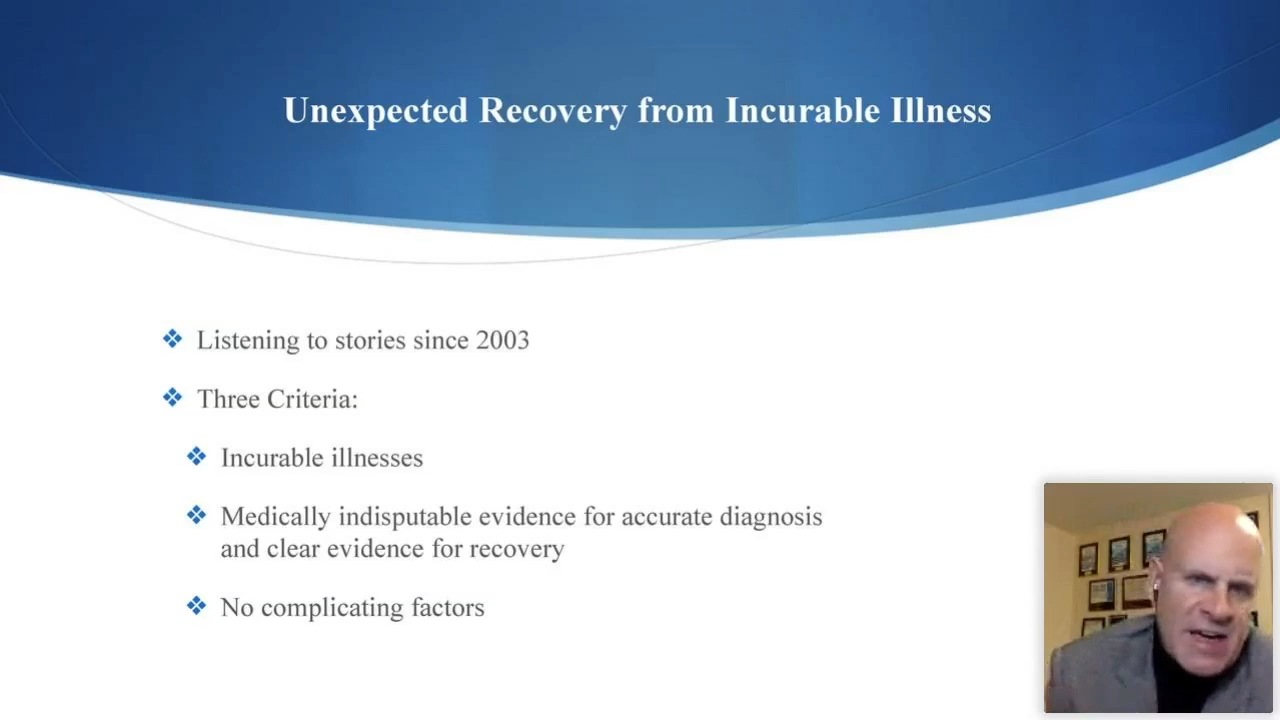 Unexpected Recovery from Incurable Illness
Listening to stories since 2003
Three Criteria:
Incurable illnesses
Medically indisputable evidence for accurate diagnosis
and clear evidence for recovery
No complicating factors